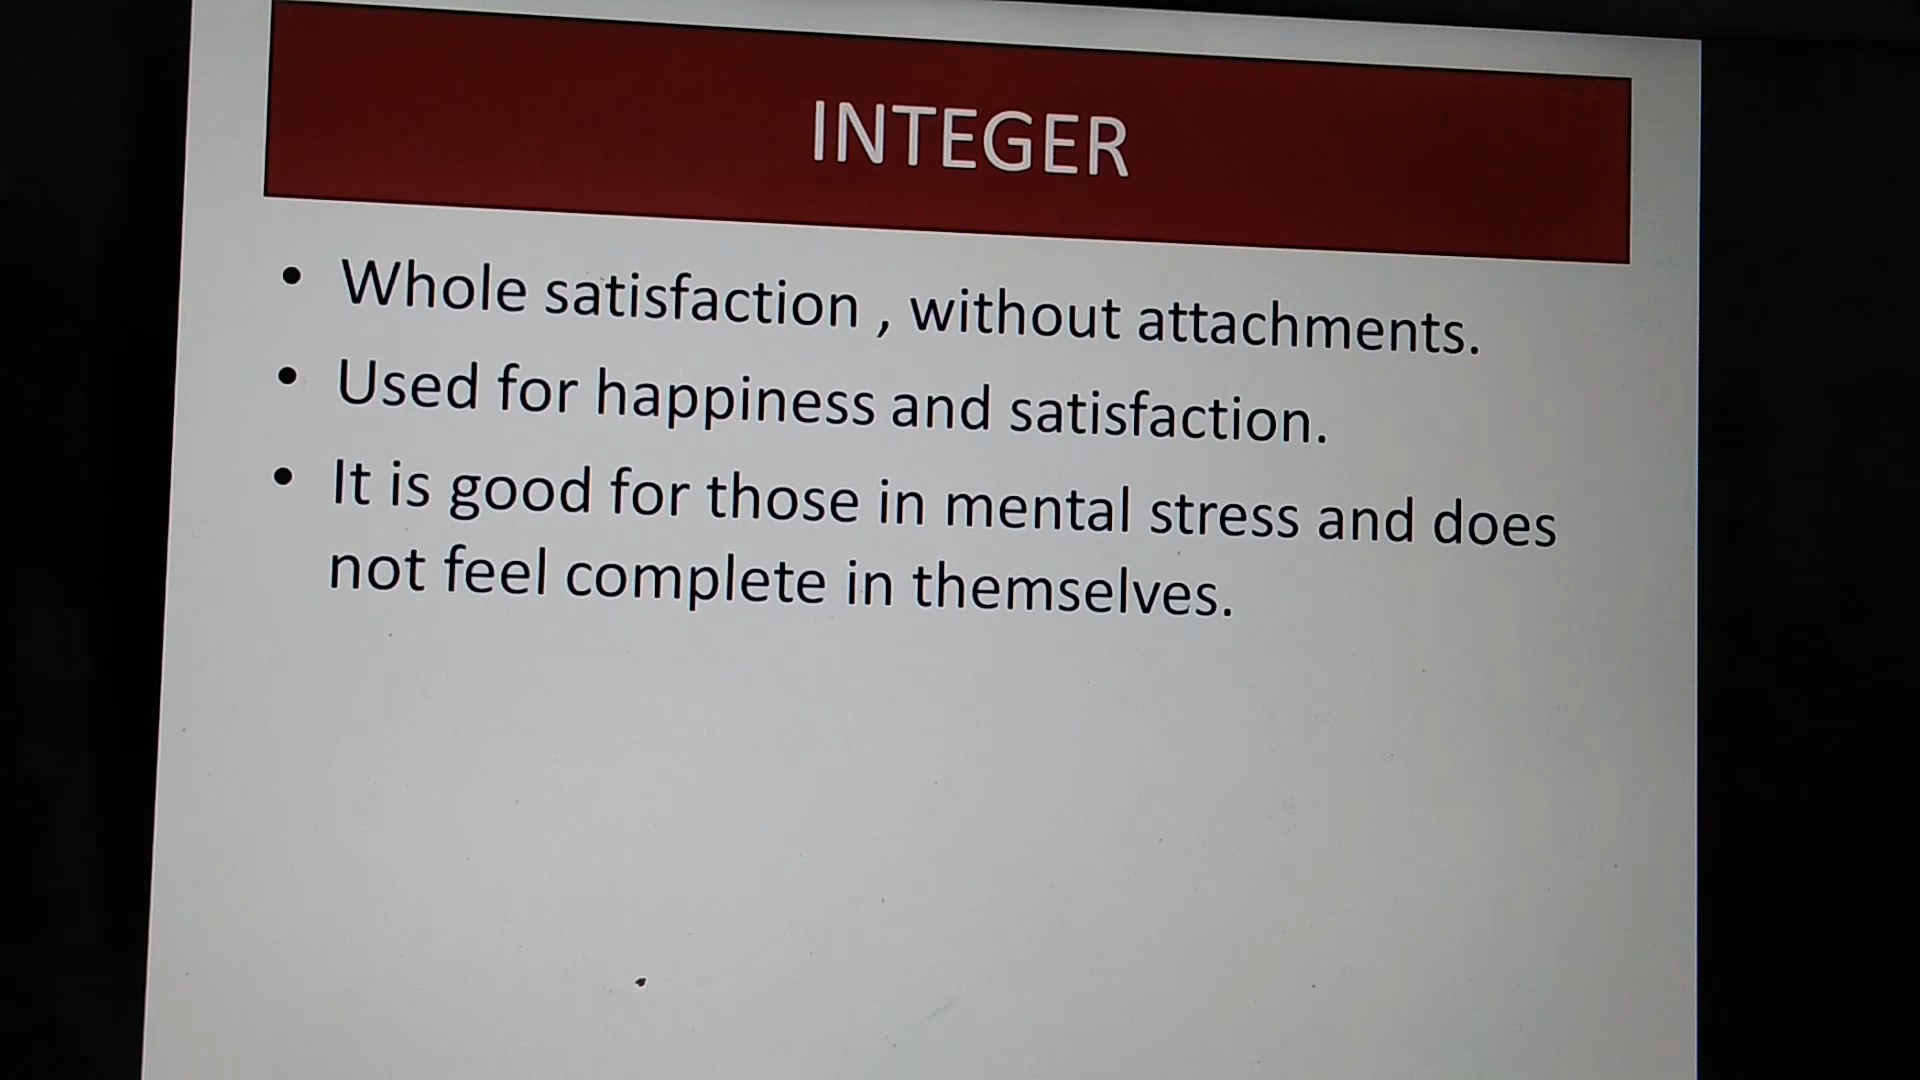 INTEGER
• Whole satisfaction , without attachments.
• Used for happiness and satisfaction.
• It is good for those in mental stress and does
not feel complete in themselves.